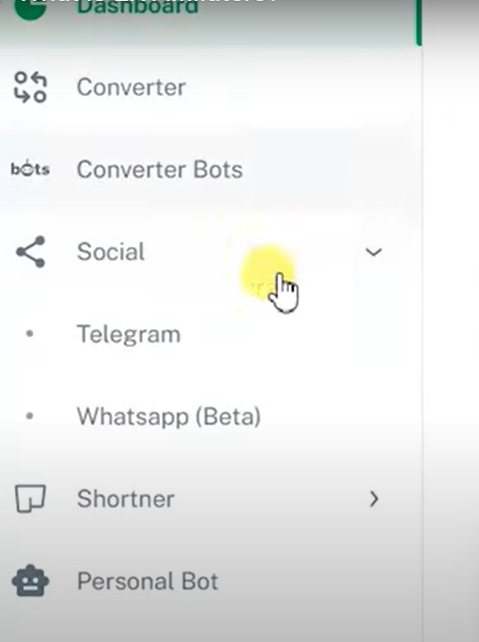 Dashboard
Converter
bots
Converter Bots
Social
Telegram
Whatsapp (Beta)
Shortner
Personal Bot